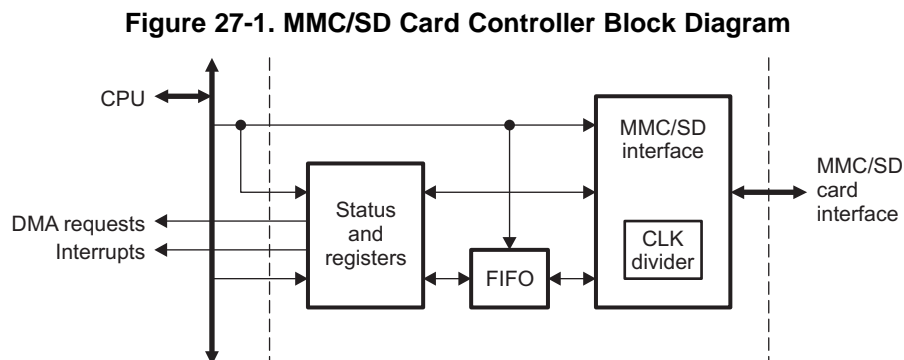 Figure 27-1. MMC/SD Card Controller Block Diagram
CPU
MMC/SD
interface
MMC/SD
card
interface
Status
and
registers
DMA requests
Interrupts
CLK
divider
FIFO